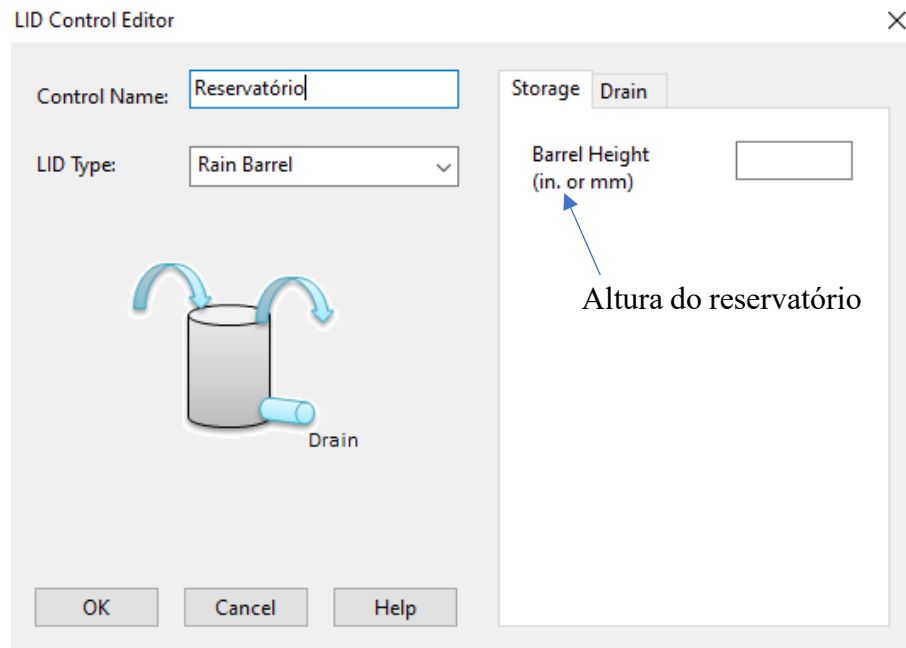 LID Control Editor
Control Name:
Reservatório
LID Type:
Rain Barrel
Drain
OK
Cancel
Help
Storage
Drain
Barrel Height
(in. or mm)
Altura do reservatório